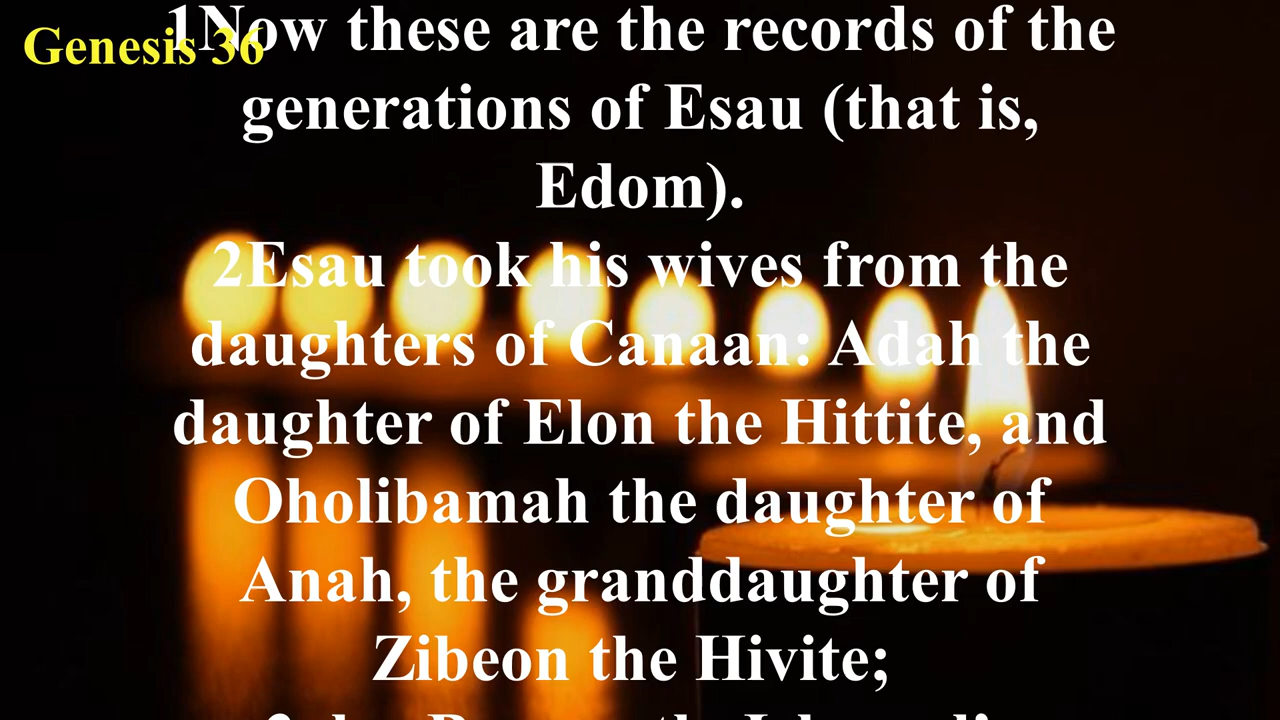 Genesis 36
1Now these are the records of the
generations of Esau (that is,
Edom).
2Esau took his wives from the
daughters of Canaan: Adah the
daughter of Elon the Hittite, and
Oholibamah the daughter of
Anah, the granddaughter of
Zibeon the Hivite;